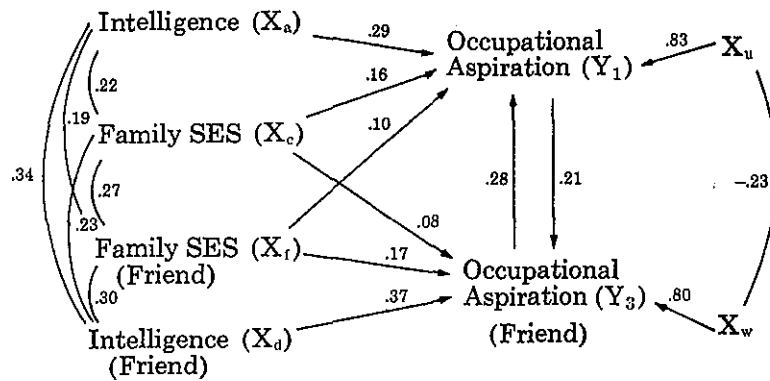 Intelligence (Xa)
.29
Occupational
Aspiration (Y1)
.83
Xu
.22
.16
.19
Family SES (Xc)
.10
.34
.27
.28
.21
-.23
.23
.08
Family SES (Xf)
(Friend)
.17
Occupational
Aspiration (Y3)
(Friend)
.30
.37
.80
Xw
Intelligence (Xd)
(Friend)